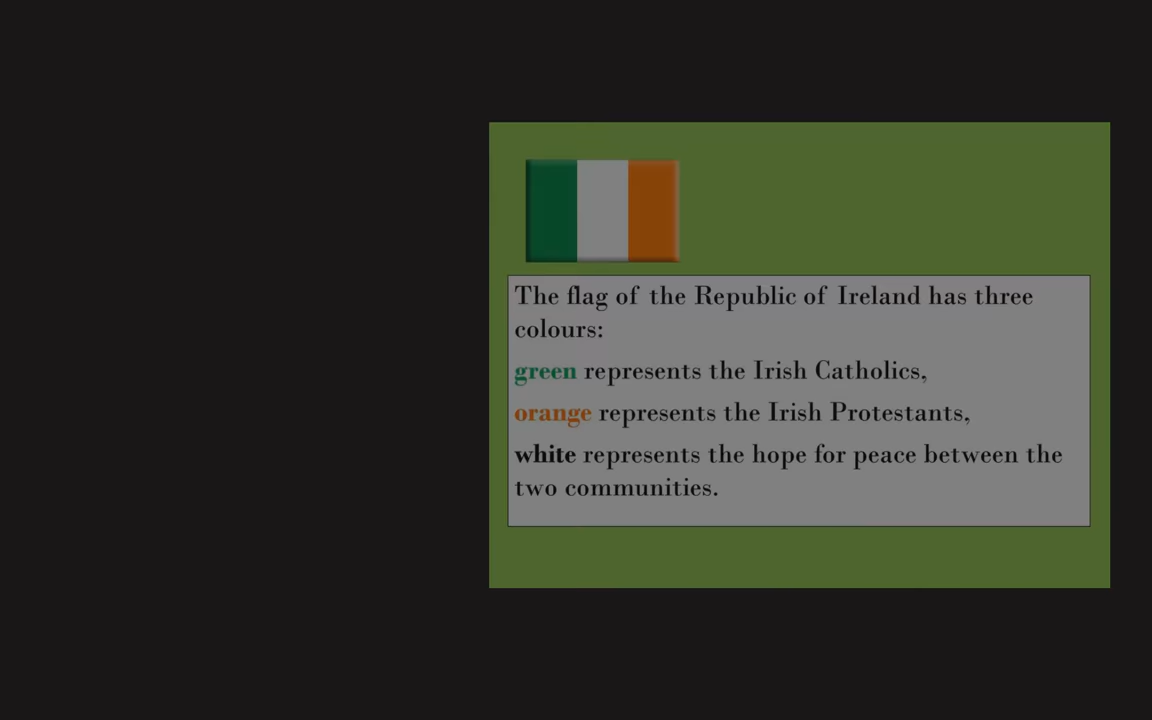 The flag of the Republic of Ireland has three
colours:
green represents the Irish Catholics,
orange represents the Irish Protestants,
white represents the hope for peace between the
two communities.